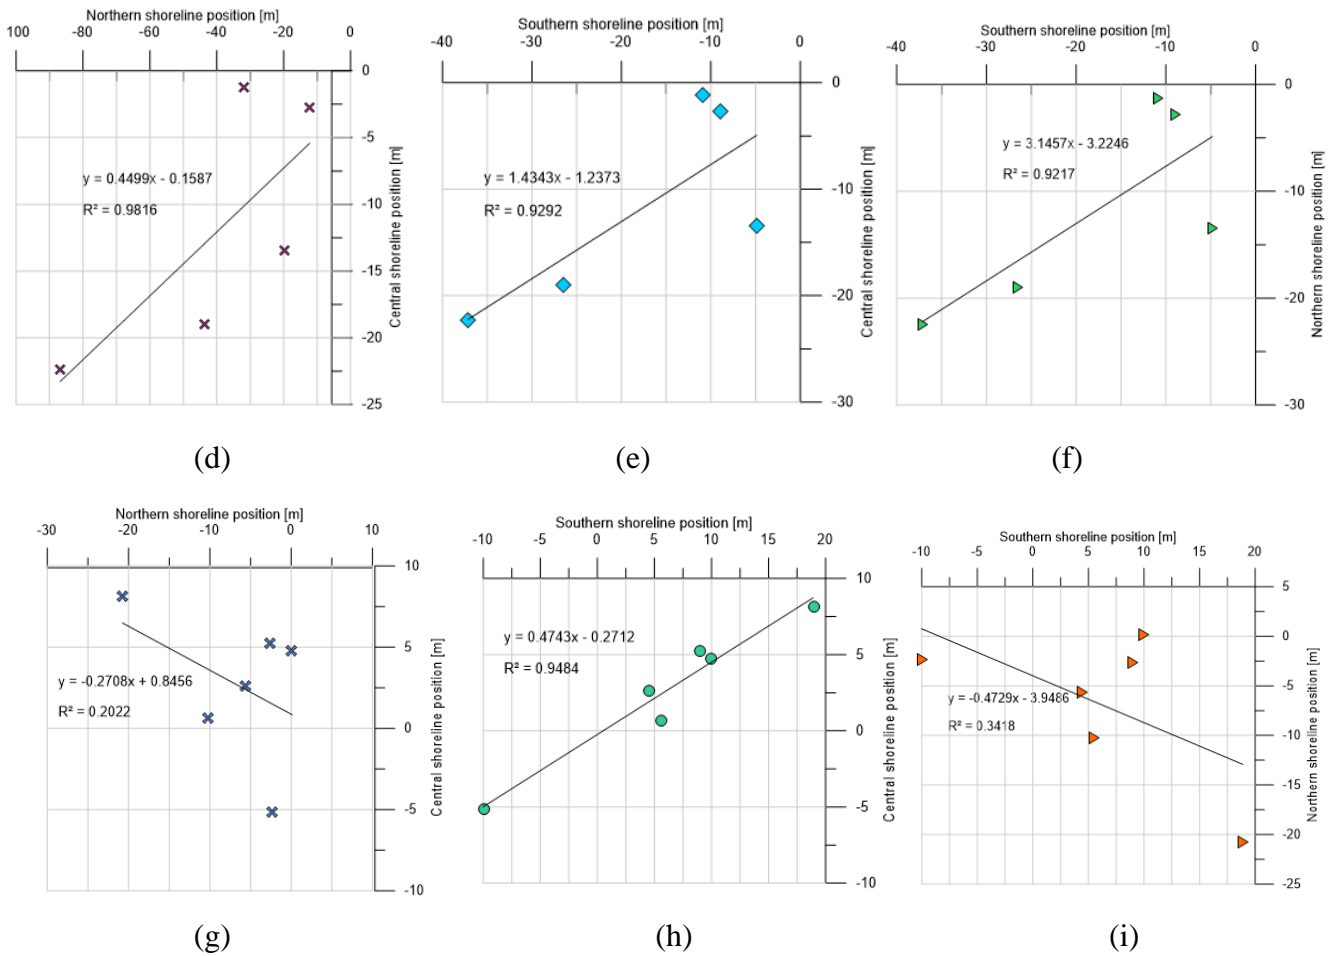 Northern shoreline position [m]
100 -80 -60 -40 -20 0
0
-5
-10
-15
-20
-25
Central shoreline position [m]
y = 0.4499x - 0.1587
R² = 0.9816
(d)
Southern shoreline position [m]
-40 -30 -20 -10 0
0
-10
-20
-30
Central shoreline position [m]
y = 1.4343x - 1.2373
R² = 0.9292
(e)
Southern shoreline position [m]
-40 -30 -20 -10 0
0
-10
-20
-30
Northern shoreline position [m]
y = 3.1457x - 3.2246
R² = 0.9217
(f)
Northern shoreline position [m]
-30 -20 -10 0 10
10
5
0
-5
-10
Central shoreline position [m]
y = -0.2708x + 0.8456
R² = 0.2022
(g)
Southern shoreline position [m]
-10 -5 0 5 10 15 20
10
5
0
-5
-10
Central shoreline position [m]
y = 0.4743x - 0.2712
R² = 0.9484
(h)
Southern shoreline position [m]
-10 -5 0 5 10 15 20
5
0
-5
-10
-15
-20
-25
Northern shoreline position [m]
y = -0.4729x - 3.9486
R² = 0.3418
(i)